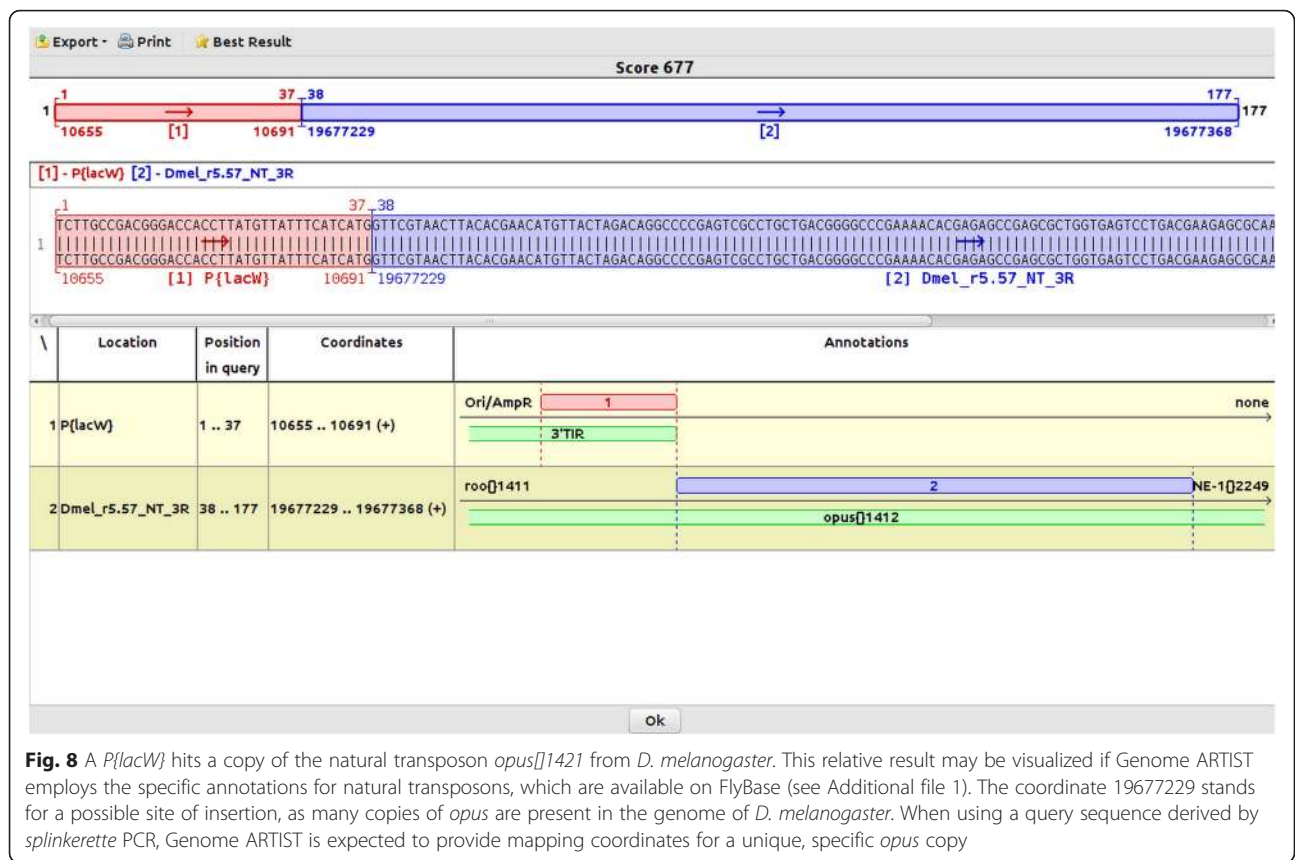 Export - Print Best Result
Score 677
1 37 38 177
1 177
10655 [1] 10691 19677229 [2] 19677368
[1] - P{lacW} [2] - Dmel_r5.57_NT_3R
1 37 38
TCTTGCCGACGGGACCACCTTATGTTATTTCATCATGGTTCGTAACTTACACGAACATGTTACTAGACAGGCCCCGAGTCGCCTGCTGACGGGGCCCGAAAACACGAGAGCCGAGCGCTGGTGAGTCCTGACGAAGAGCGCAA
1
TCTTGCCGACGGGACCACCTTATGTTATTTCATCATGGTTCGTAACTTACACGAACATGTTACTAGACAGGCCCCGAGTCGCCTGCTGACGGGGCCCGAAAACACGAGAGCCGAGCGCTGGTGAGTCCTGACGAAGAGCGCAA
10655 [1] P{lacW} 10691 19677229 [2] Dmel_r5.57_NT_3R
\ Location Position in query Coordinates Annotations
Ori/AmpR 1 none
1 P{lacW} 1 .. 37 10655 .. 10691 (+)
3'TIR
roo{}1411 2 NE-1{}2249
2 Dmel_r5.57_NT_3R 38 .. 177 19677229 .. 19677368 (+)
opus{}1412
Ok
Fig. 8 A P{lacW} hits a copy of the natural transposon opus[]1421 from D. melanogaster. This relative result may be visualized if Genome ARTIST
employs the specific annotations for natural transposons, which are available on FlyBase (see Additional file 1). The coordinate 19677229 stands
for a possible site of insertion, as many copies of opus are present in the genome of D. melanogaster. When using a query sequence derived by
splinkerette PCR, Genome ARTIST is expected to provide mapping coordinates for a unique, specific opus copy